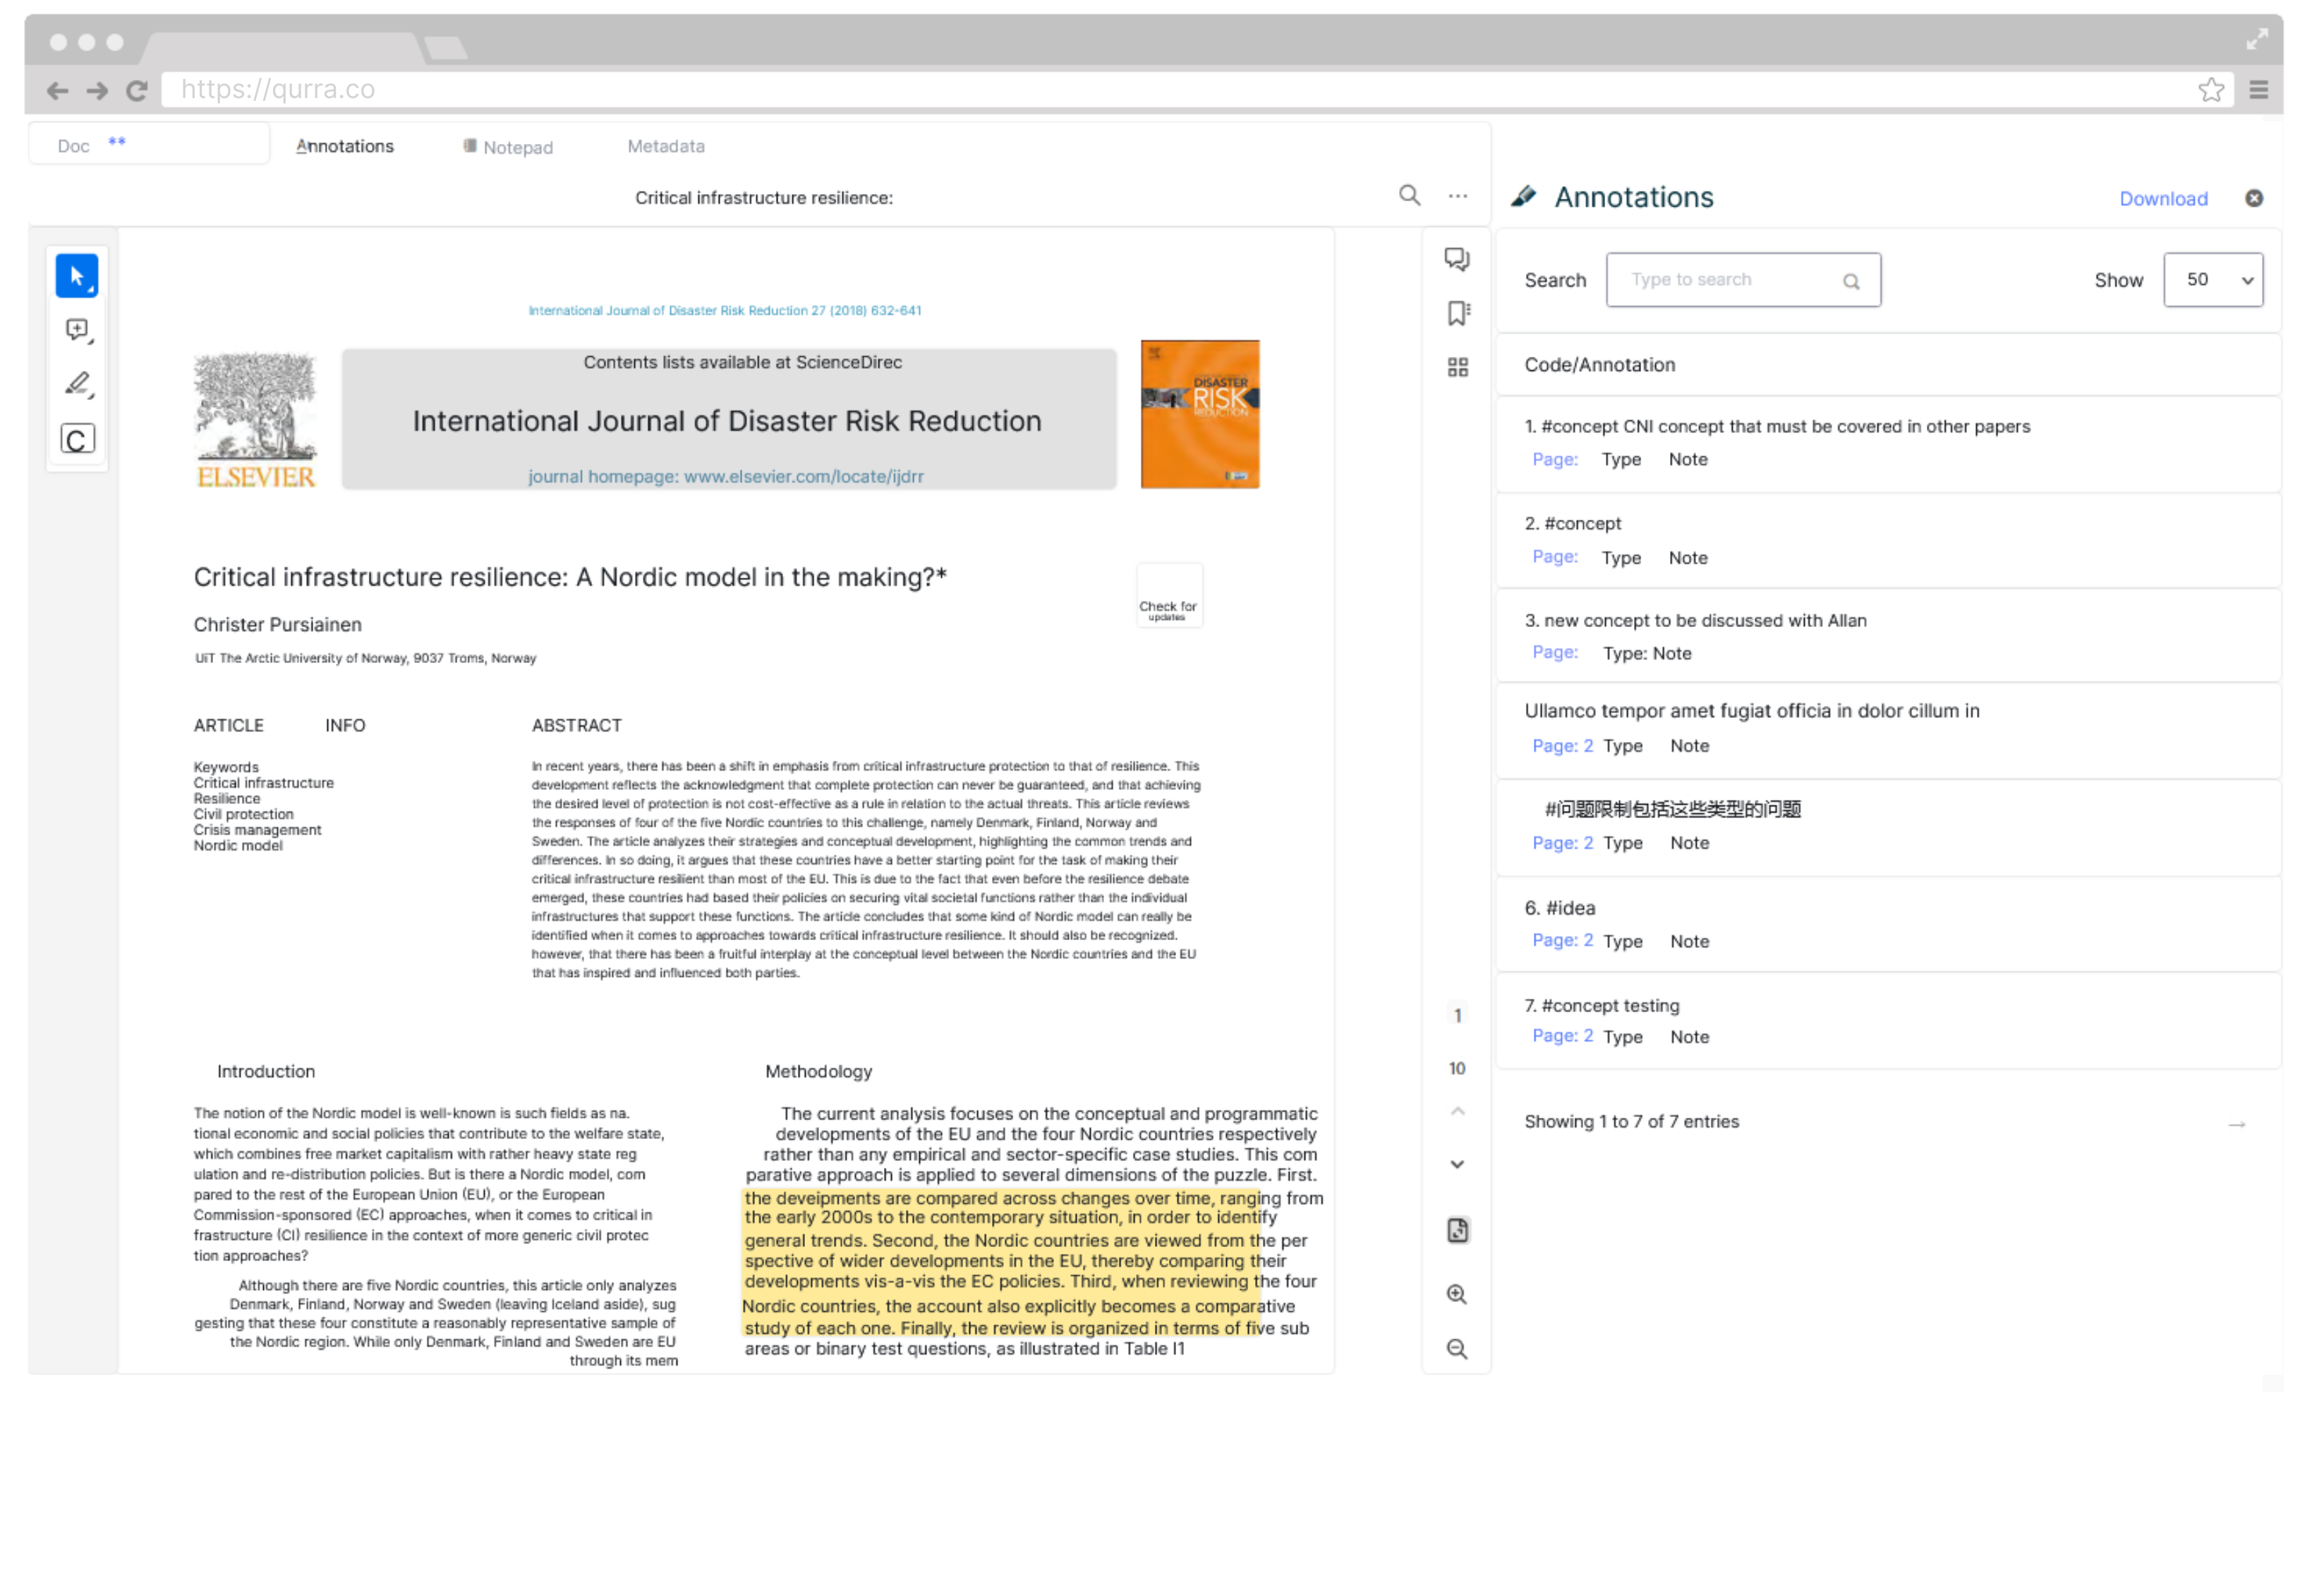 https://qurra.co
Doc **
Annotations
Notepad
Metadata
Critical infrastructure resilience:
International Journal of Disaster Risk Reduction 27 (2018) 632-641
ELSEVIER
Contents lists available at ScienceDirec
International Journal of Disaster Risk Reduction
journal homepage: www.elsevier.com/locate/ijdrr
DISASTER
RISK
REDUCTION
Critical infrastructure resilience: A Nordic model in the making?*
Check for
updates
Christer Pursiainen
UiT The Arctic University of Norway, 9037 Troms, Norway
ARTICLE INFO
Keywords
Critical infrastructure
Resilience
Civil protection
Crisis management
Nordic model
ABSTRACT
In recent years, there has been a shift in emphasis from critical infrastructure protection to that of resilience. This
development reflects the acknowledgment that complete protection can never be guaranteed, and that achieving
the desired level of protection is not cost-effective as a rule in relation to the actual threats. This article reviews
the responses of four of the five Nordic countries to this challenge, namely Denmark, Finland, Norway and
Sweden. The article analyzes their strategies and conceptual development, highlighting the common trends and
differences. In so doing, it argues that these countries have a better starting point for the task of making their
critical infrastructure resilient than most of the EU. This is due to the fact that even before the resilience debate
emerged, these countries had based their policies on securing vital societal functions rather than the individual
infrastructures that support these functions. The article concludes that some kind of Nordic model can really be
identified when it comes to approaches towards critical infrastructure resilience. It should also be recognized.
however, that there has been a fruitful interplay at the conceptual level between the Nordic countries and the EU
that has inspired and influenced both parties.
Introduction
The notion of the Nordic model is well-known is such fields as na.
tional economic and social policies that contribute to the welfare state,
which combines free market capitalism with rather heavy state reg
ulation and re-distribution policies. But is there a Nordic model, com
pared to the rest of the European Union (EU), or the European
Commission-sponsored (EC) approaches, when it comes to critical in
frastructure (CI) resilience in the context of more generic civil protec
tion approaches?
Although there are five Nordic countries, this article only analyzes
Denmark, Finland, Norway and Sweden (leaving Iceland aside), sug
gesting that these four constitute a reasonably representative sample of
the Nordic region. While only Denmark, Finland and Sweden are EU
through its mem
Methodology
The current analysis focuses on the conceptual and programmatic
developments of the EU and the four Nordic countries respectively
rather than any empirical and sector-specific case studies. This com
parative approach is applied to several dimensions of the puzzle. First.
the deveipments are compared across changes over time, ranging from
the early 2000s to the contemporary situation, in order to identify
general trends. Second, the Nordic countries are viewed from the per
spective of wider developments in the EU, thereby comparing their
developments vis-a-vis the EC policies. Third, when reviewing the four
Nordic countries, the account also explicitly becomes a comparative
study of each one. Finally, the review is organized in terms of five sub
areas or binary test questions, as illustrated in Table I1
C
1
10
Annotations
Download
Search
Type to search
Show
50
Code/Annotation
1. #concept CNI concept that must be covered in other papers
Page: Type Note
2. #concept
Page: Type Note
3. new concept to be discussed with Allan
Page: Type: Note
Ullamco tempor amet fugiat officia in dolor cillum in
Page: 2 Type Note
#问题限制包括这些类型的问题
Page: 2 Type Note
6. #idea
Page: 2 Type Note
7. #concept testing
Page: 2 Type Note
Showing 1 to 7 of 7 entries